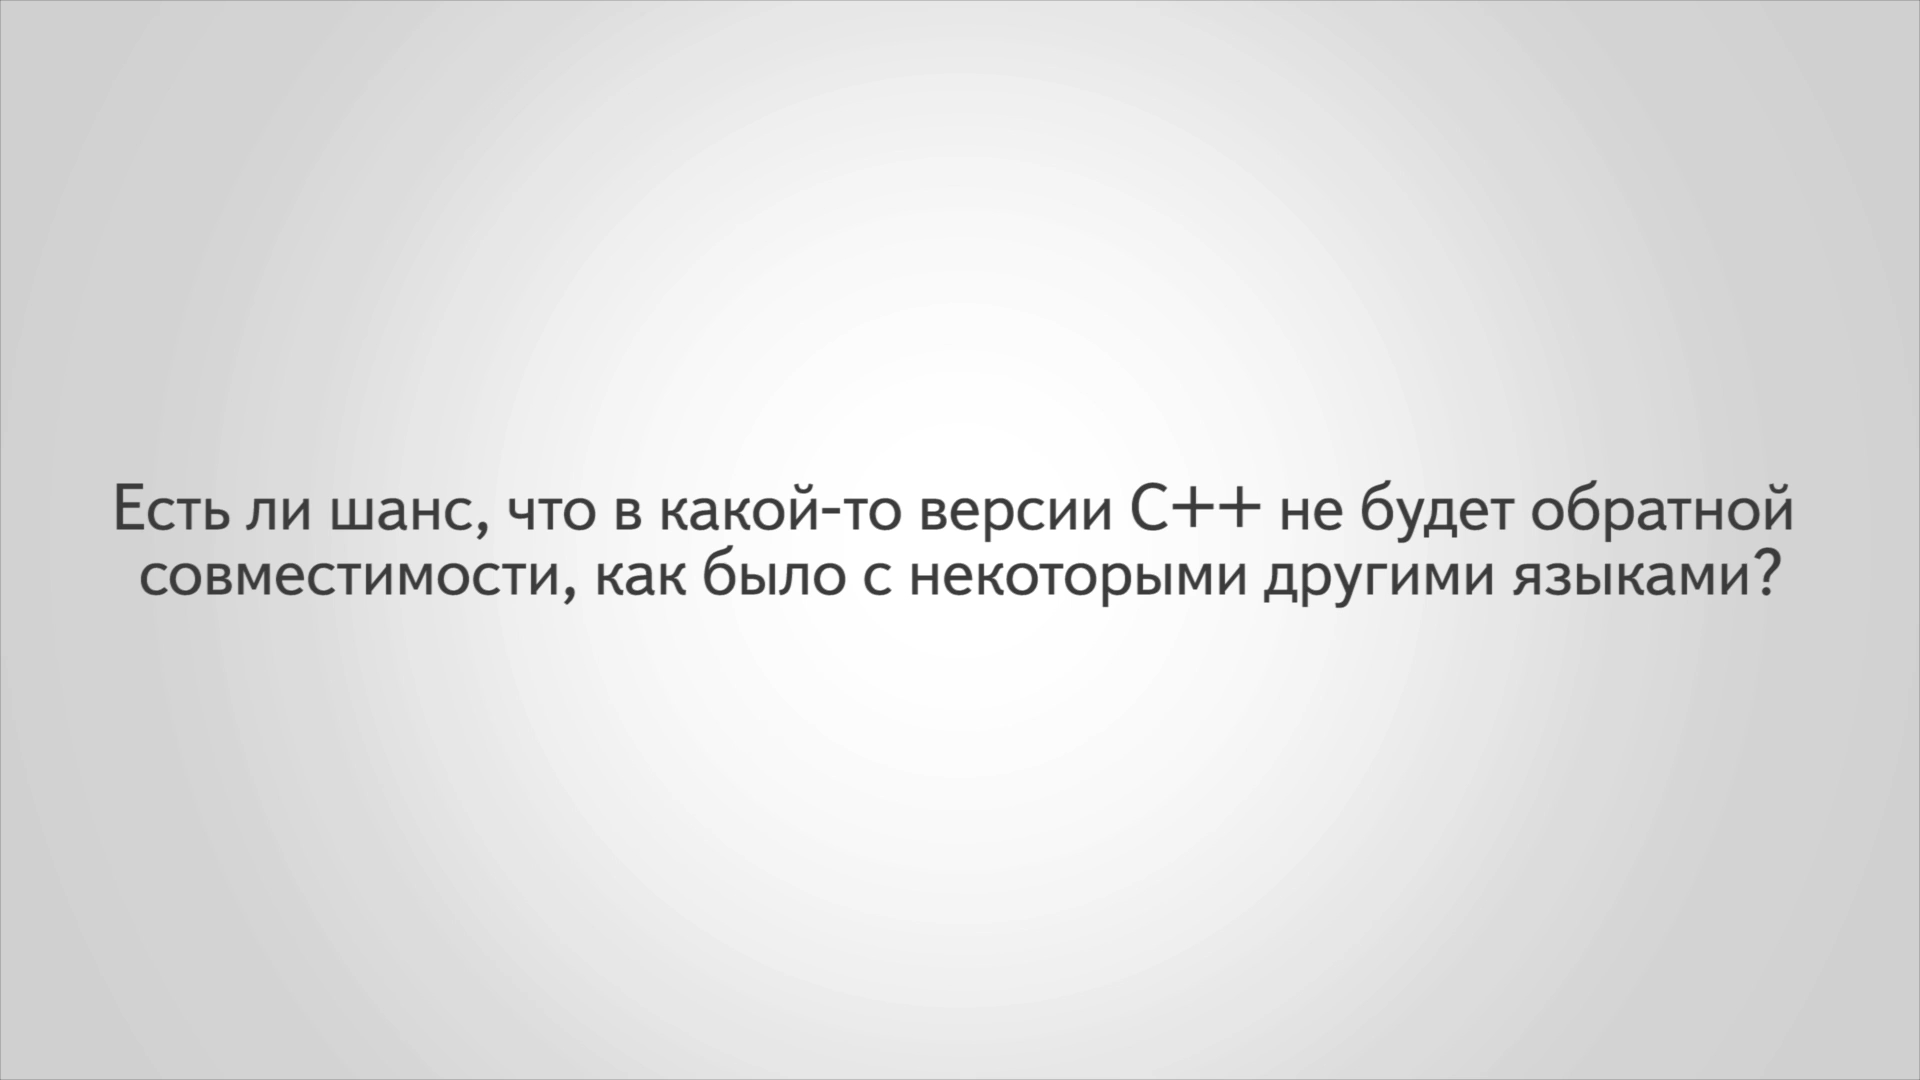 Есть ли шанс, что в какой-то версии С++ не будет обратной
совместимости, как было с некоторыми другими языками?